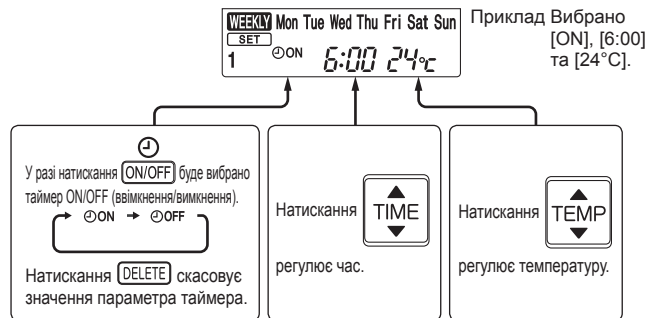 WEEKLY Mon Tue Wed Thu Fri Sat Sun
SET
1 ON 6:00 24°c
Приклад Вибрано
[ON], [6:00]
та [24°C].
У разі натискання ON/OFF буде вибрано
таймер ON/OFF (ввімкнення/вимкнення).
ON → OFF
Натискання DELETE скасовує
значення параметра таймера.
Натискання TIME
регулює час.
Натискання TEMP
регулює температуру.